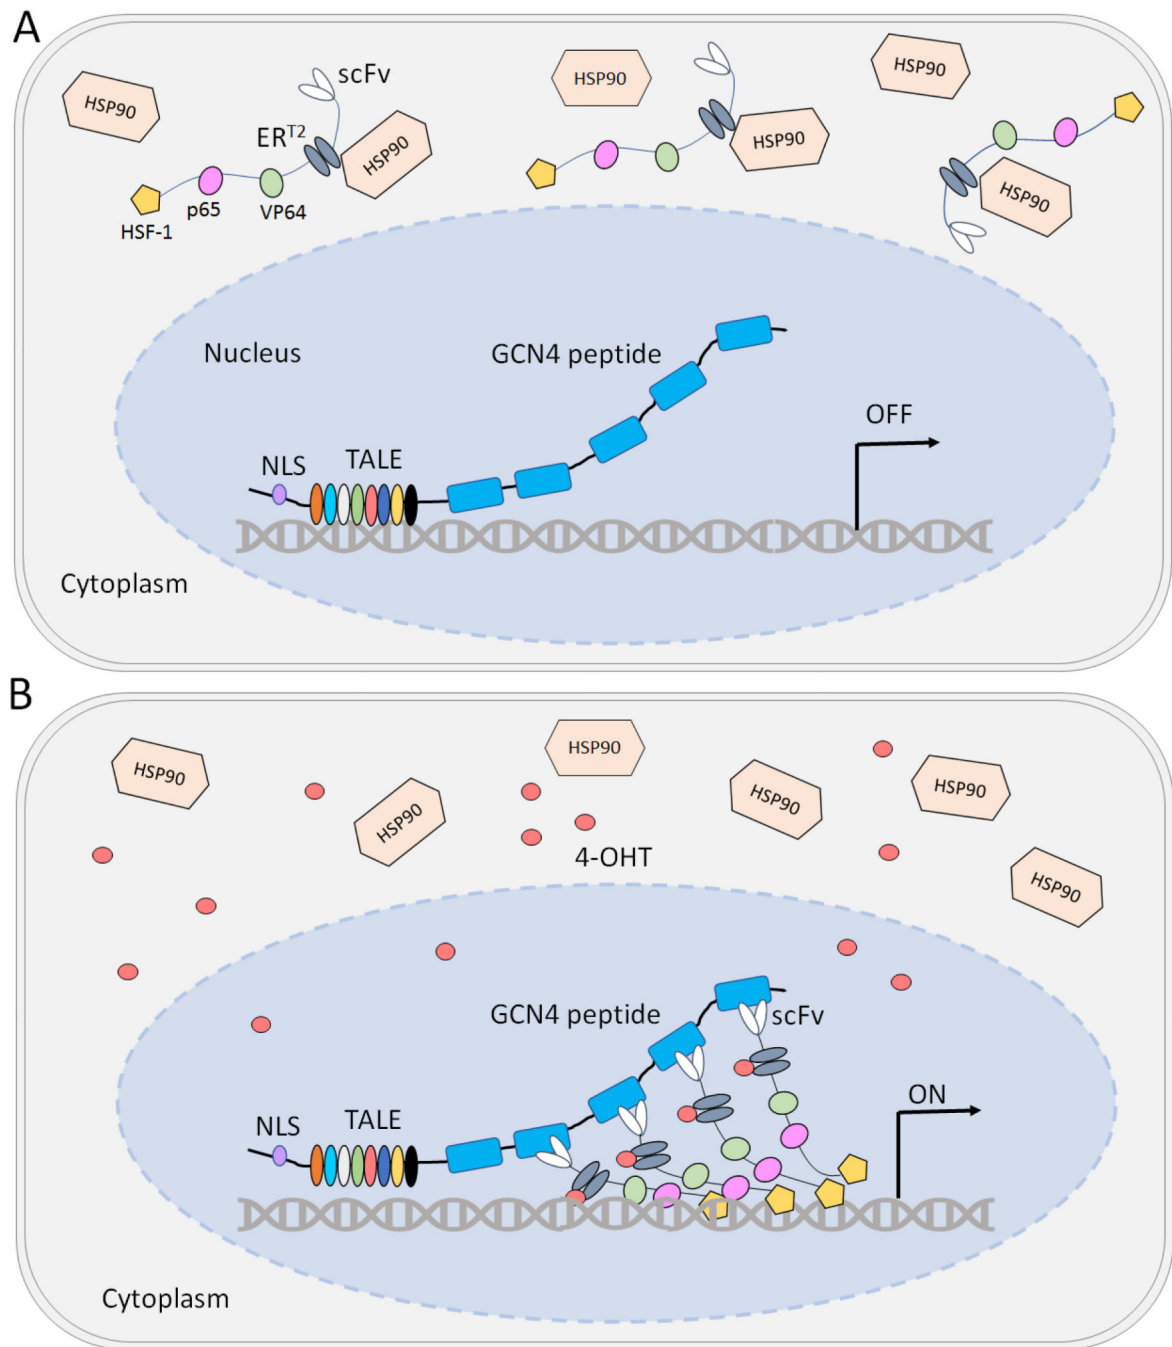 A
HSP90
scFv
ER^T2
HSP90
HSF-1
p65
VP64
HSP90
HSP90
HSP90
HSP90
Nucleus
GCN4 peptide
OFF
NLS
TALE
Cytoplasm
B
HSP90
HSP90
HSP90
HSP90
HSP90
HSP90
4-OHT
GCN4 peptide
scFv
ON
NLS
TALE
Cytoplasm